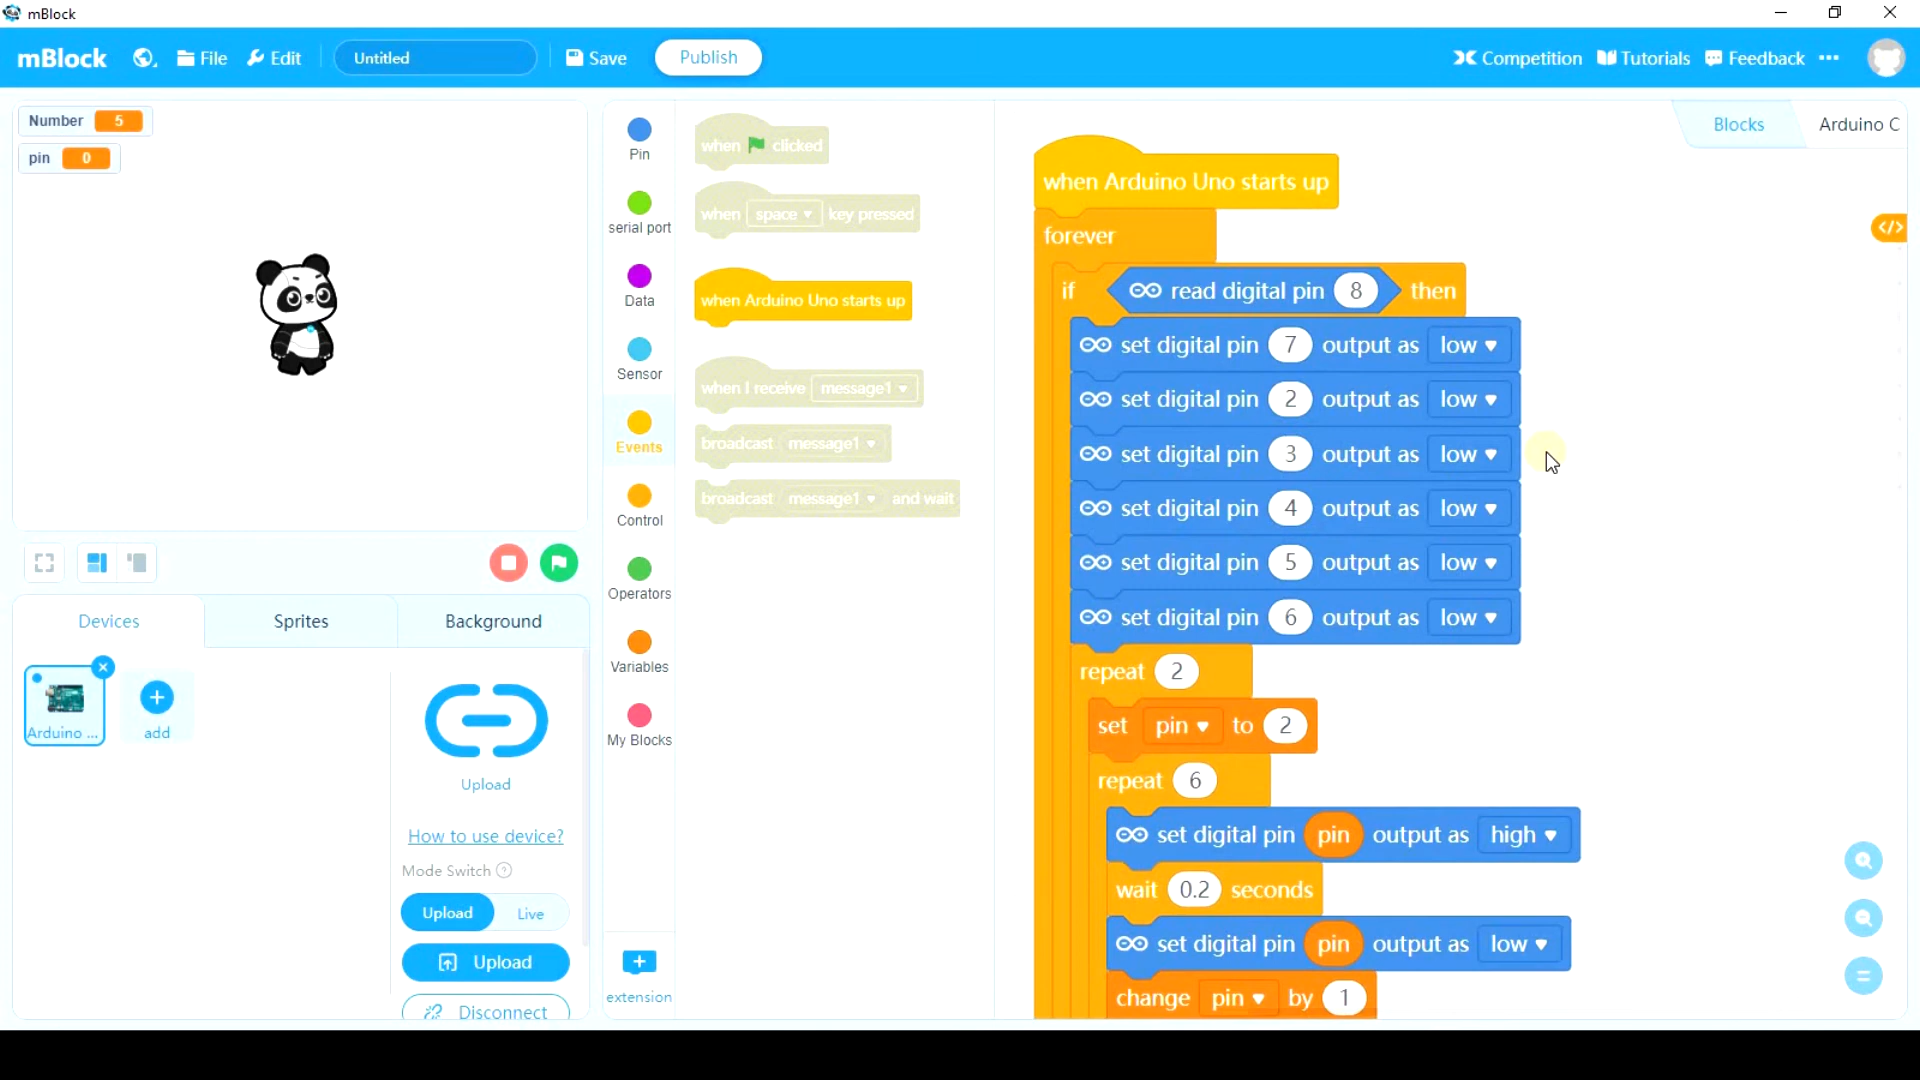 mBlock
mBlock File Edit Untitled Save Publish Competition Tutorials Feedback
Number 5
pin 0
Devices Sprites Background
Arduino ...
add
Upload
How to use device?
Mode Switch ?
Upload Live
Upload
Disconnect
Pin
serial port
Data
Sensor
Events
Control
Operators
Variables
My Blocks
extension
when clicked
when space key pressed
when Arduino Uno starts up
when I receive message1
broadcast message1
broadcast message1 and wait
Blocks Arduino C
</>
when Arduino Uno starts up
forever
if read digital pin 8 then
set digital pin 7 output as low
set digital pin 2 output as low
set digital pin 3 output as low
set digital pin 4 output as low
set digital pin 5 output as low
set digital pin 6 output as low
repeat 2
set pin to 2
repeat 6
set digital pin pin output as high
wait 0.2 seconds
set digital pin pin output as low
change pin by 1